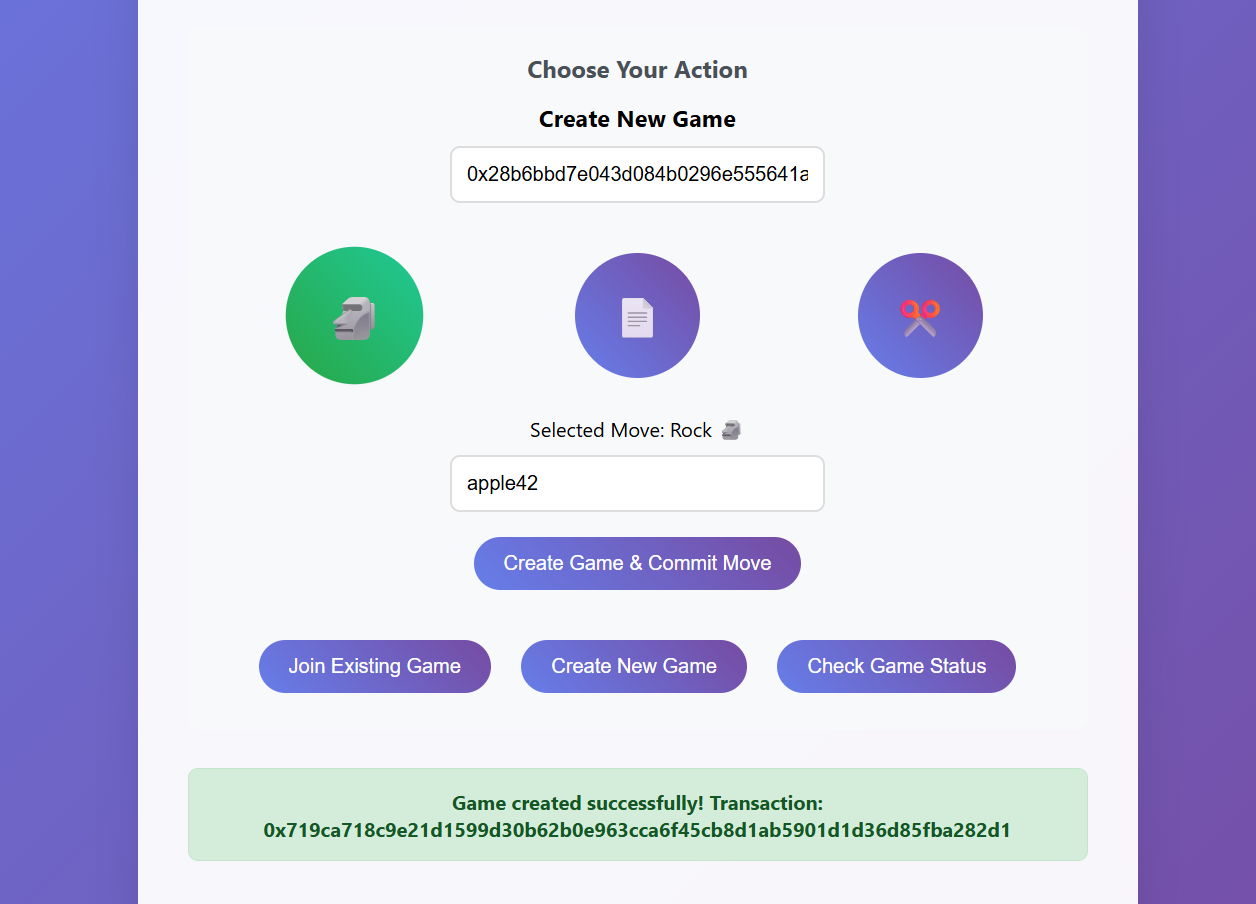 Choose Your Action
Create New Game
0x28b6bbd7e043d084b0296e555641a
Selected Move: Rock 🗿
apple42
Create Game & Commit Move
Join Existing Game
Create New Game
Check Game Status
Game created successfully! Transaction:
0x719ca718c9e21d1599d30b62b0e963cca6f45cb8d1ab5901d1d36d85fba282d1